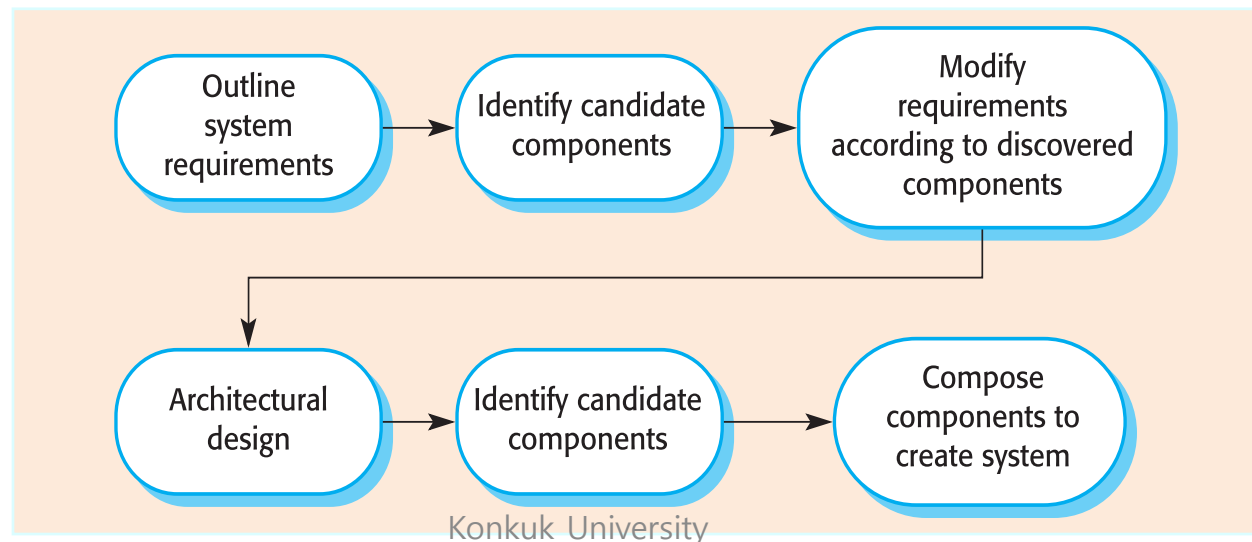 Outline
system
requirements
Identify candidate
components
Modify
requirements
according to discovered
components
Architectural
design
Identify candidate
components
Compose
components to
create system
Konkuk University